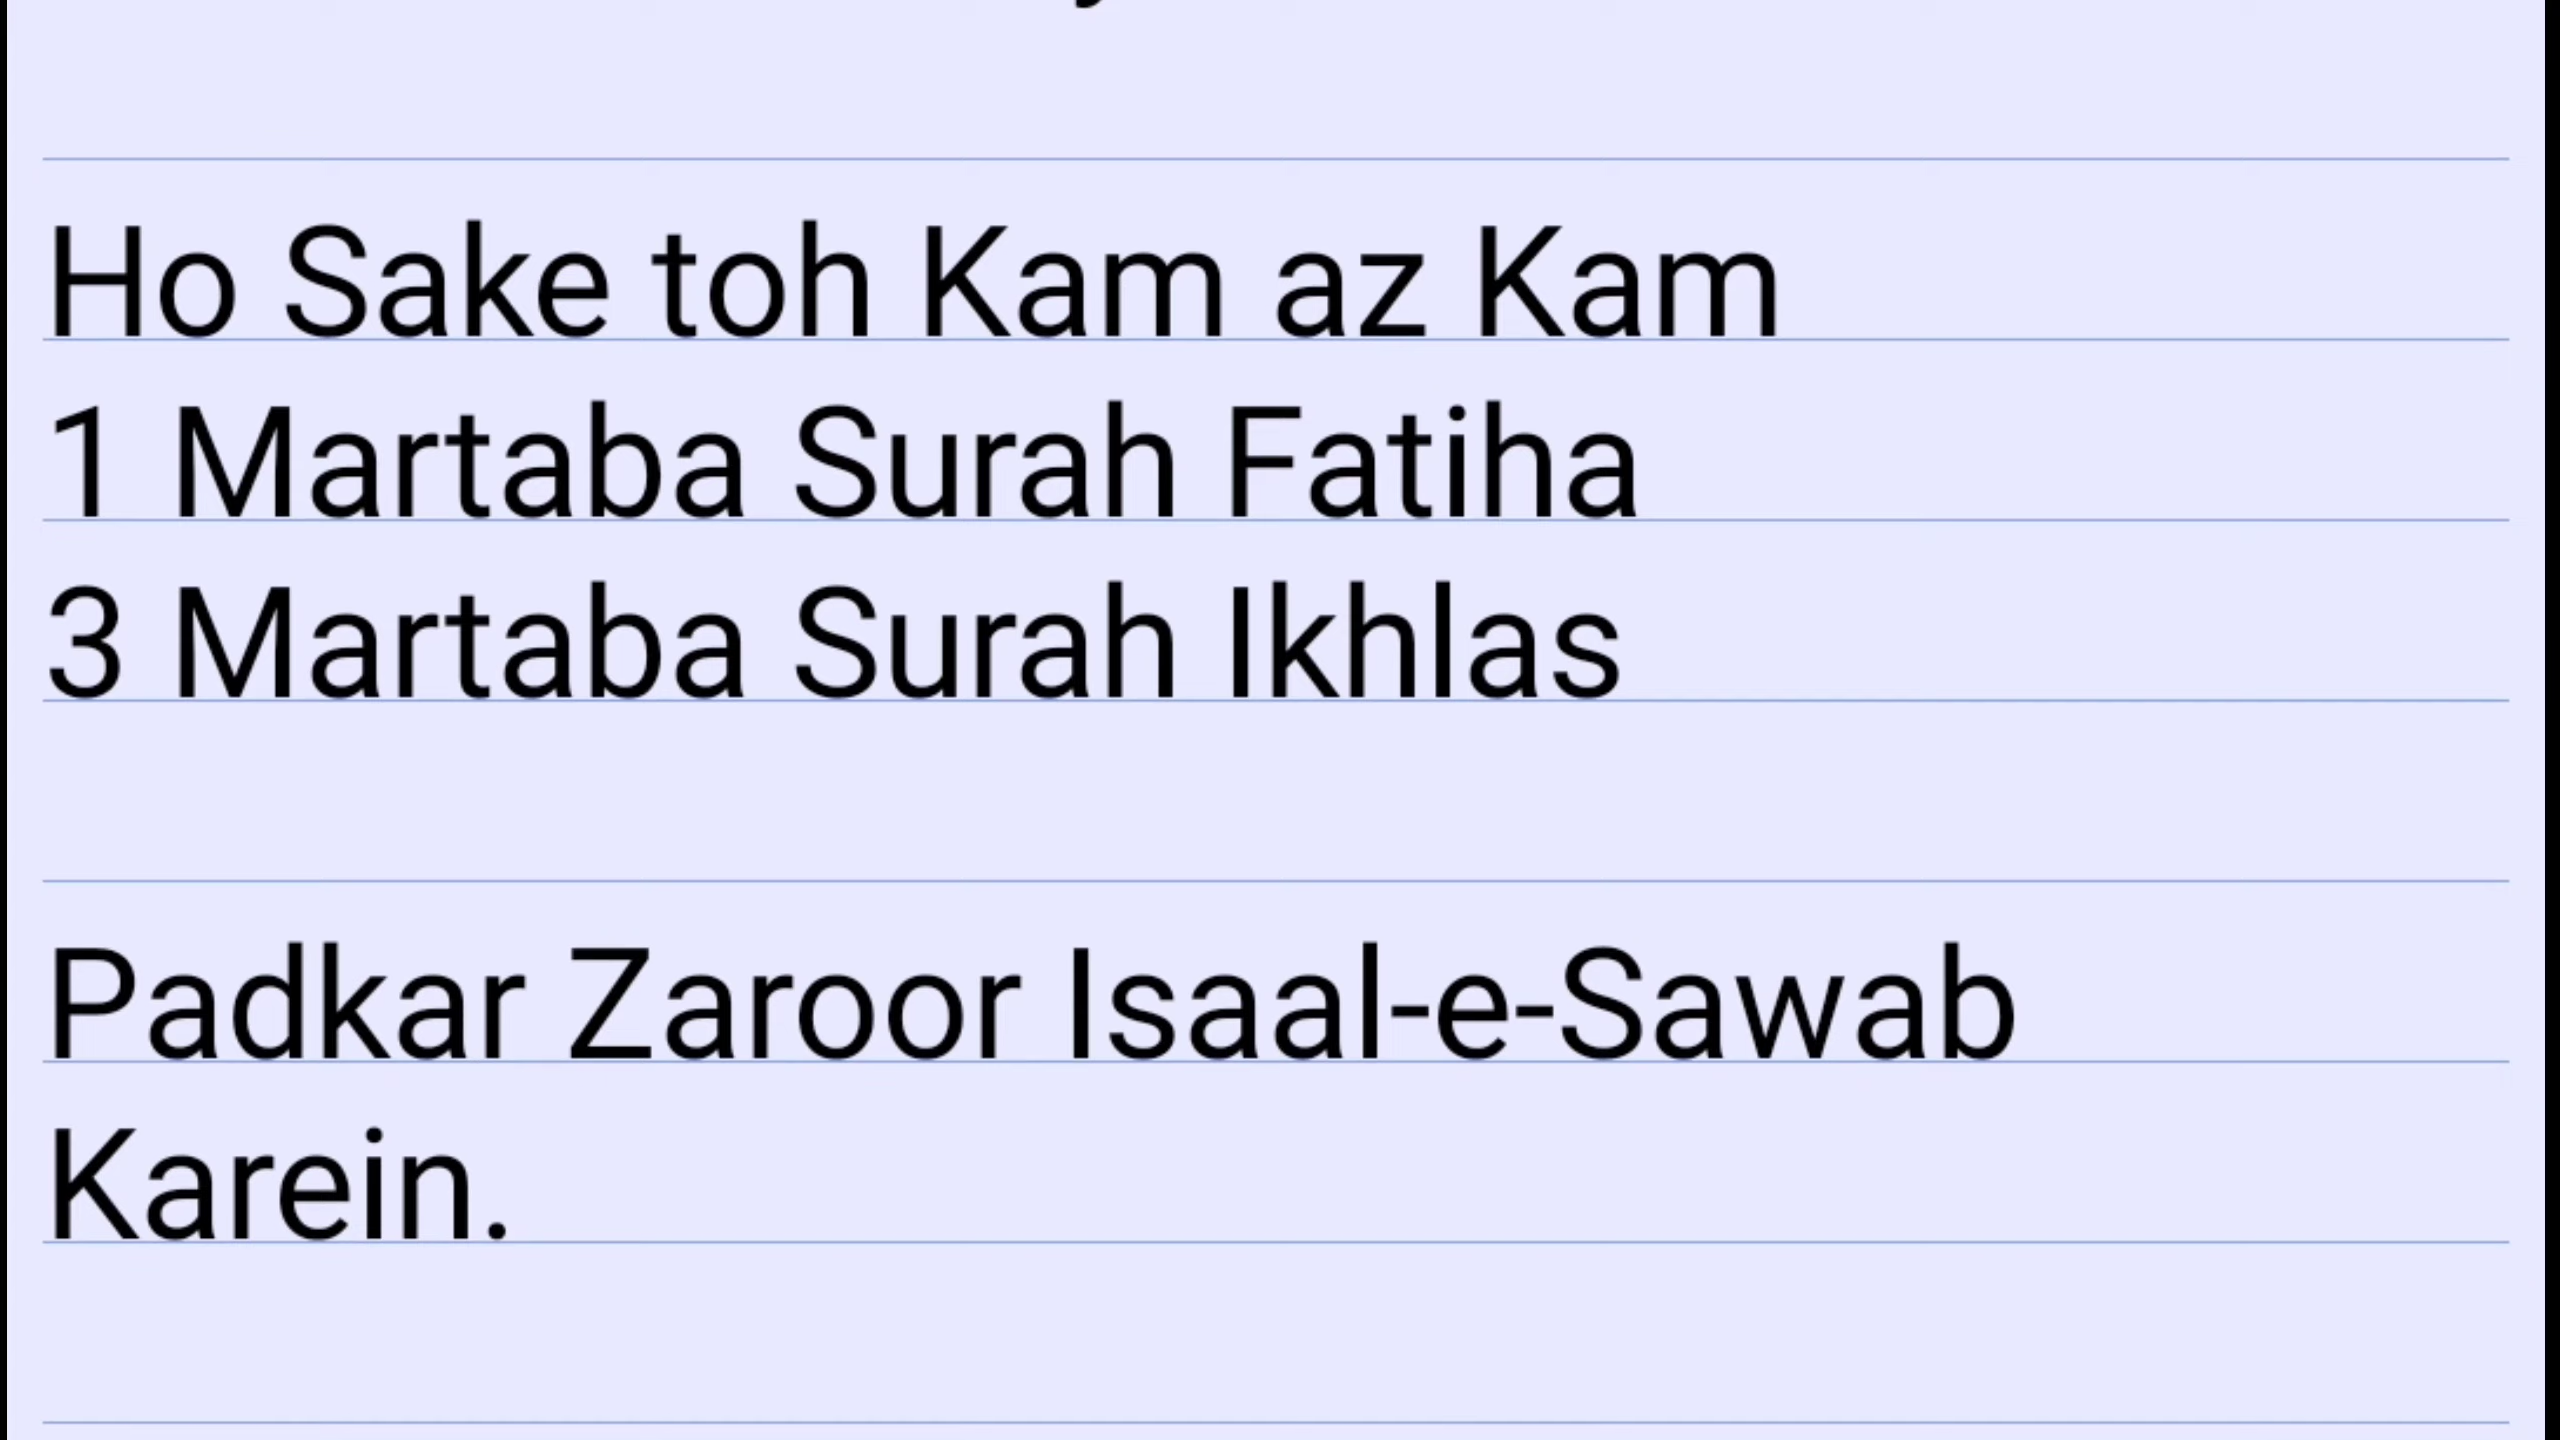 Ho Sake toh Kam az Kam
1 Martaba Surah Fatiha
3 Martaba Surah Ikhlas
Padkar Zaroor Isaal-e-Sawab
Karein.